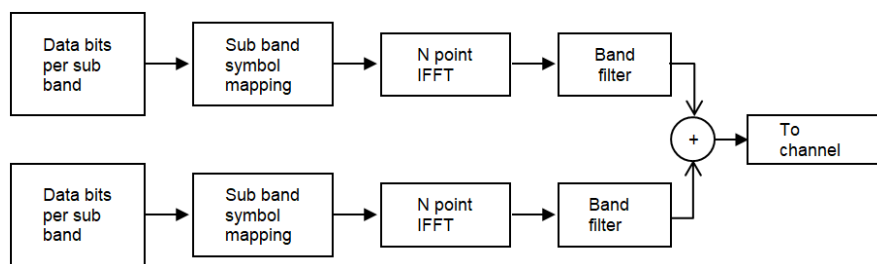 Data bits
per sub
band
Sub band
symbol
mapping
N point
IFFT
Band
filter
+
To
channel
Data bits
per sub
band
Sub band
symbol
mapping
N point
IFFT
Band
filter